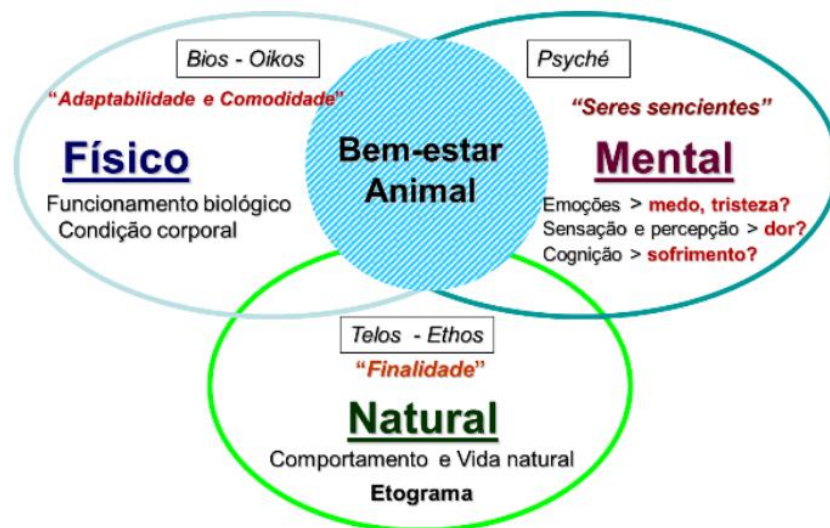 Bios - Oikos
"Adaptabilidade e Comodidade"
Físico
Funcionamento biológico
Condição corporal
Bem-estar
Animal
Psyché
"Seres sencientes"
Mental
Emoções > medo, tristeza?
Sensação e percepção > dor?
Cognição > sofrimento?
Telos - Ethos
"Finalidade"
Natural
Comportamento e Vida natural
Etograma